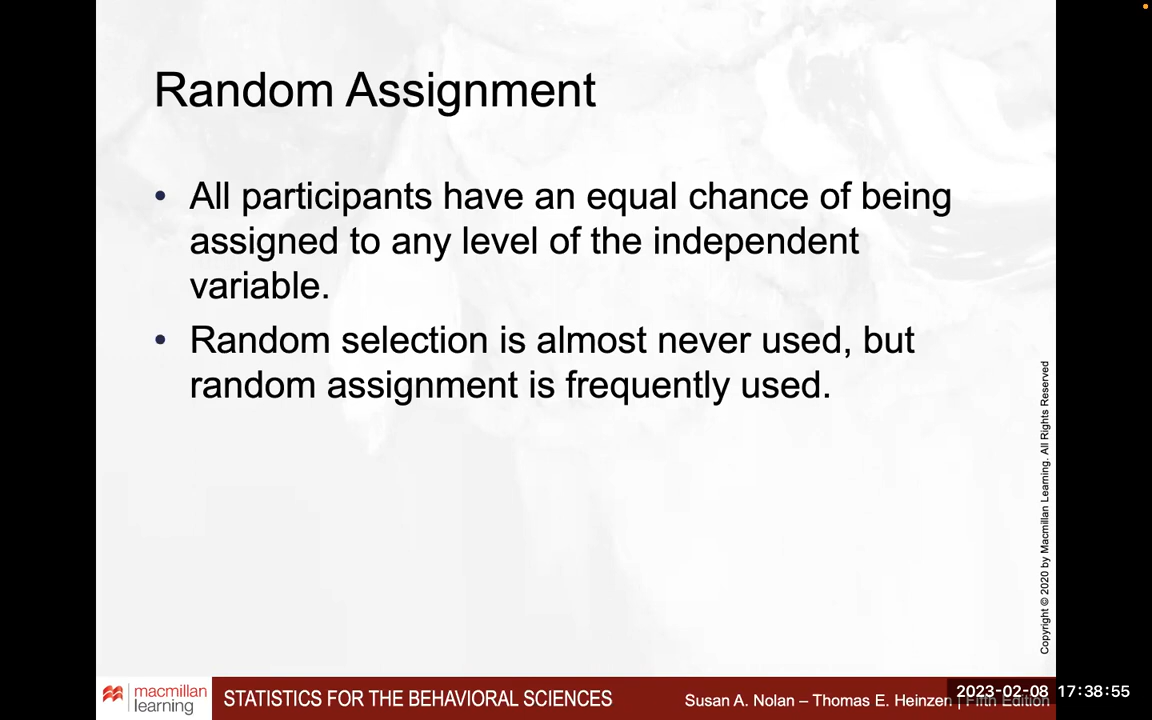 Random Assignment
• All participants have an equal chance of being
assigned to any level of the independent
variable.
• Random selection is almost never used, but
random assignment is frequently used.
Copyright © 2020 by Macmillan Learning. All Rights Reserved
macmillan
learning
STATISTICS FOR THE BEHAVIORAL SCIENCES
Susan A. Nolan – Thomas E. Heinzen | Fifth Edition
2023-02-08 17:38:55